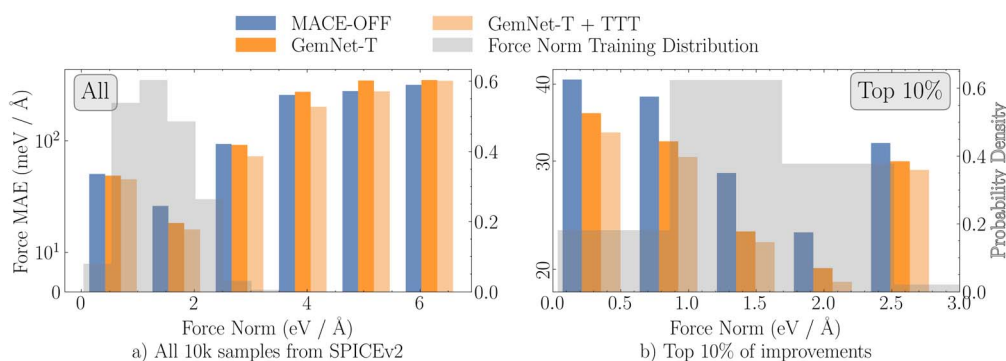 MACE-OFF
GemNet-T
GemNet-T + TTT
Force Norm Training Distribution
All
Force MAE (meV / Å)
10²
10¹
0
0.6
0.4
0.2
0.0
0 2 4 6
Force Norm (eV / Å)
a) All 10k samples from SPICEv2
Top 10%
40
30
20
0.6
0.4
0.2
0.0
Probability Density
0.0 0.5 1.0 1.5 2.0 2.5 3.0
Force Norm (eV / Å)
b) Top 10% of improvements